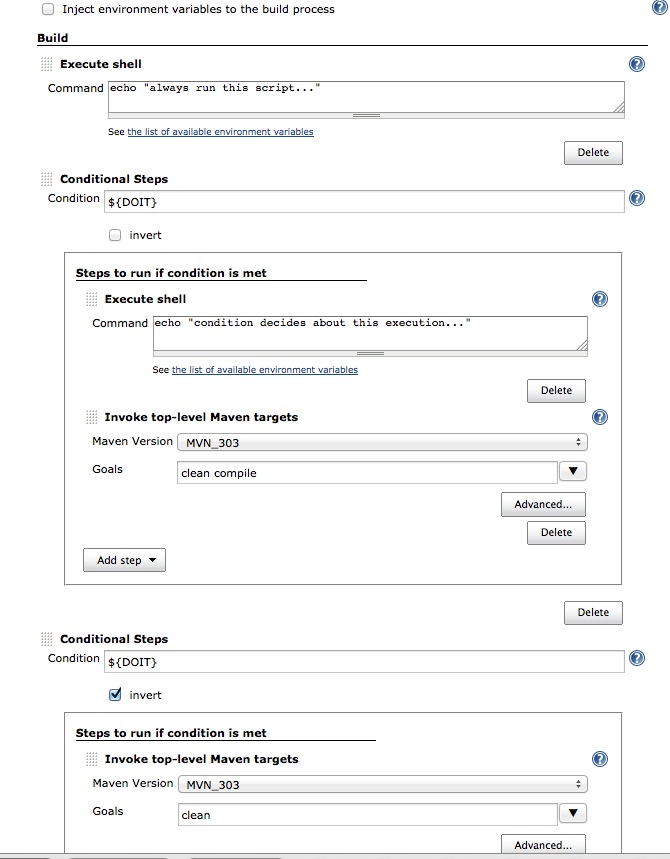 Inject environment variables to the build process
Build
Execute shell
Command echo "always run this script..."
See the list of available environment variables
Delete
Conditional Steps
Condition ${DOIT}
invert
Steps to run if condition is met
Execute shell
Command echo "condition decides about this execution..."
See the list of available environment variables
Delete
Invoke top-level Maven targets
Maven Version MVN_303
Goals clean compile
Advanced...
Delete
Add step
Delete
Conditional Steps
Condition ${DOIT}
invert
Steps to run if condition is met
Invoke top-level Maven targets
Maven Version MVN_303
Goals clean
Advanced...